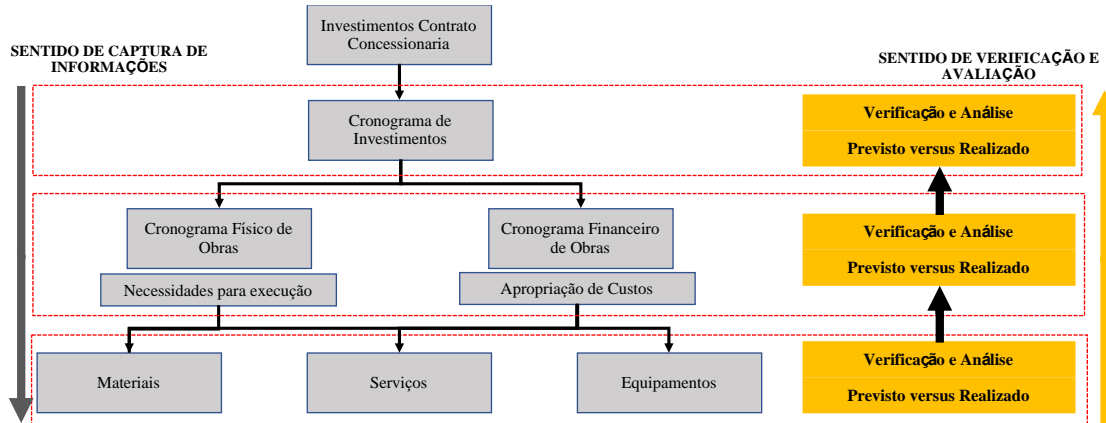 Investimentos Contrato
Concessionaria
SENTIDO DE CAPTURA DE
INFORMAÇÕES
SENTIDO DE VERIFICAÇÃO E
AVALIAÇÃO
Cronograma de
Investimentos
Verificação e Análise
Previsto versus Realizado
Cronograma Físico de
Obras
Cronograma Financeiro
de Obras
Verificação e Análise
Previsto versus Realizado
Necessidades para execução
Apropriação de Custos
Materiais
Serviços
Equipamentos
Verificação e Análise
Previsto versus Realizado